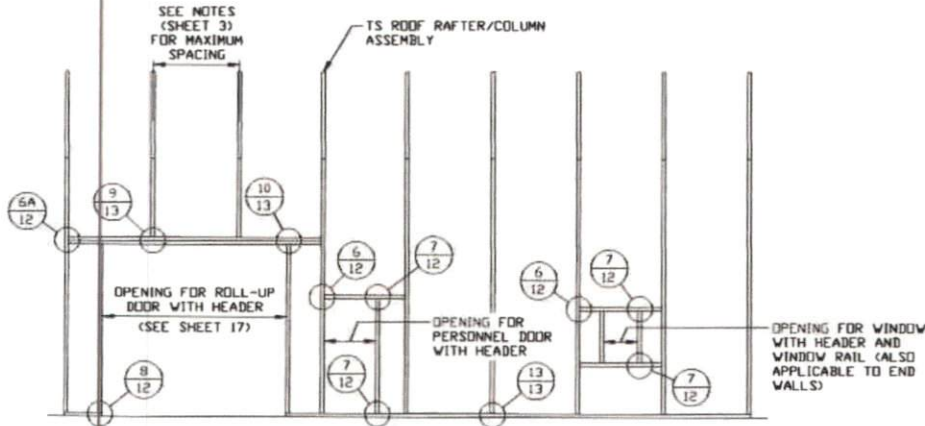 SEE NOTES
(SHEET 3)
FOR MAXIMUM
SPACING
TS ROOF RAFTER/COLUMN
ASSEMBLY
6A
12
9
13
10
13
6
12
7
12
6
12
7
12
OPENING FOR ROLL-UP
DOOR WITH HEADER
(SEE SHEET 17)
OPENING FOR
PERSONNEL DOOR
WITH HEADER
OPENING FOR WINDOW
WITH HEADER AND
WINDOW RAIL (ALSO
APPLICABLE TO END
WALLS)
8
12
7
12
13
13
7
12